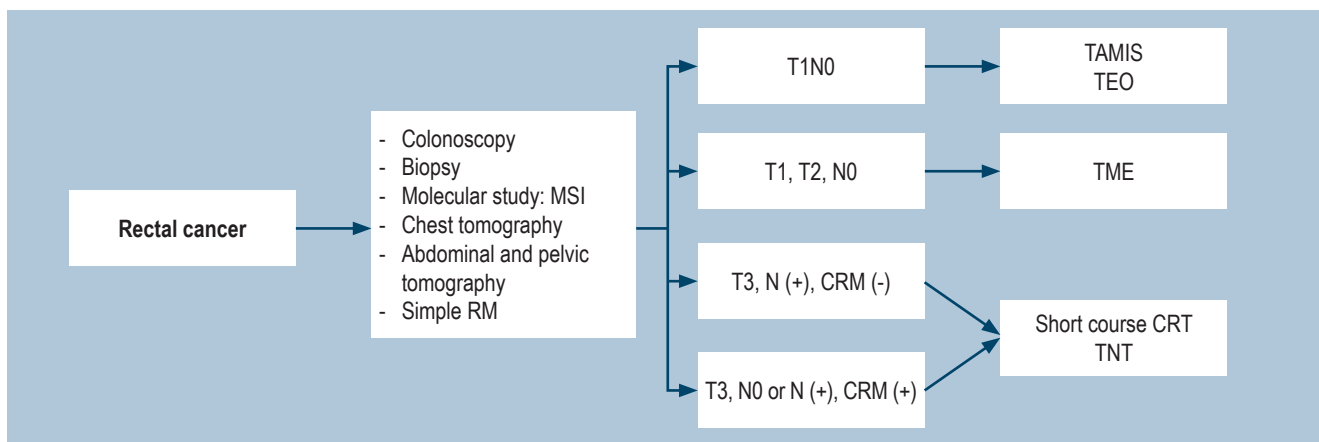 Rectal cancer
- Colonoscopy
- Biopsy
- Molecular study: MSI
- Chest tomography
- Abdominal and pelvic
tomography
- Simple RM
T1N0
TAMIS
TEO
T1, T2, N0
TME
T3, N (+), CRM (-)
T3, N0 or N (+), CRM (+)
Short course CRT
TNT